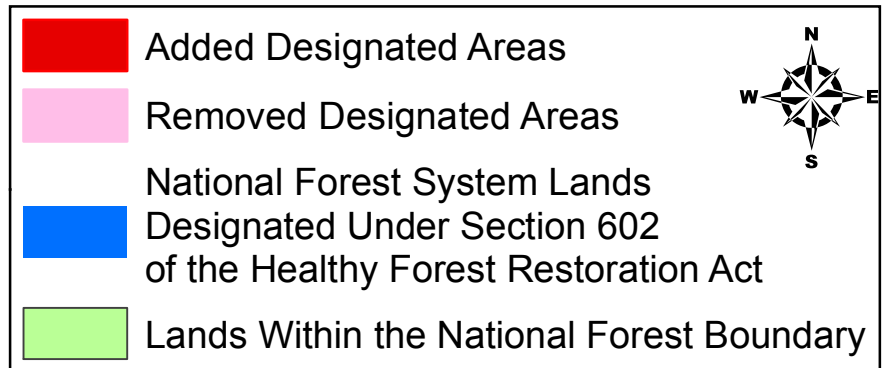 Added Designated Areas
N
W E
S
Removed Designated Areas
National Forest System Lands
Designated Under Section 602
of the Healthy Forest Restoration Act
Lands Within the National Forest Boundary